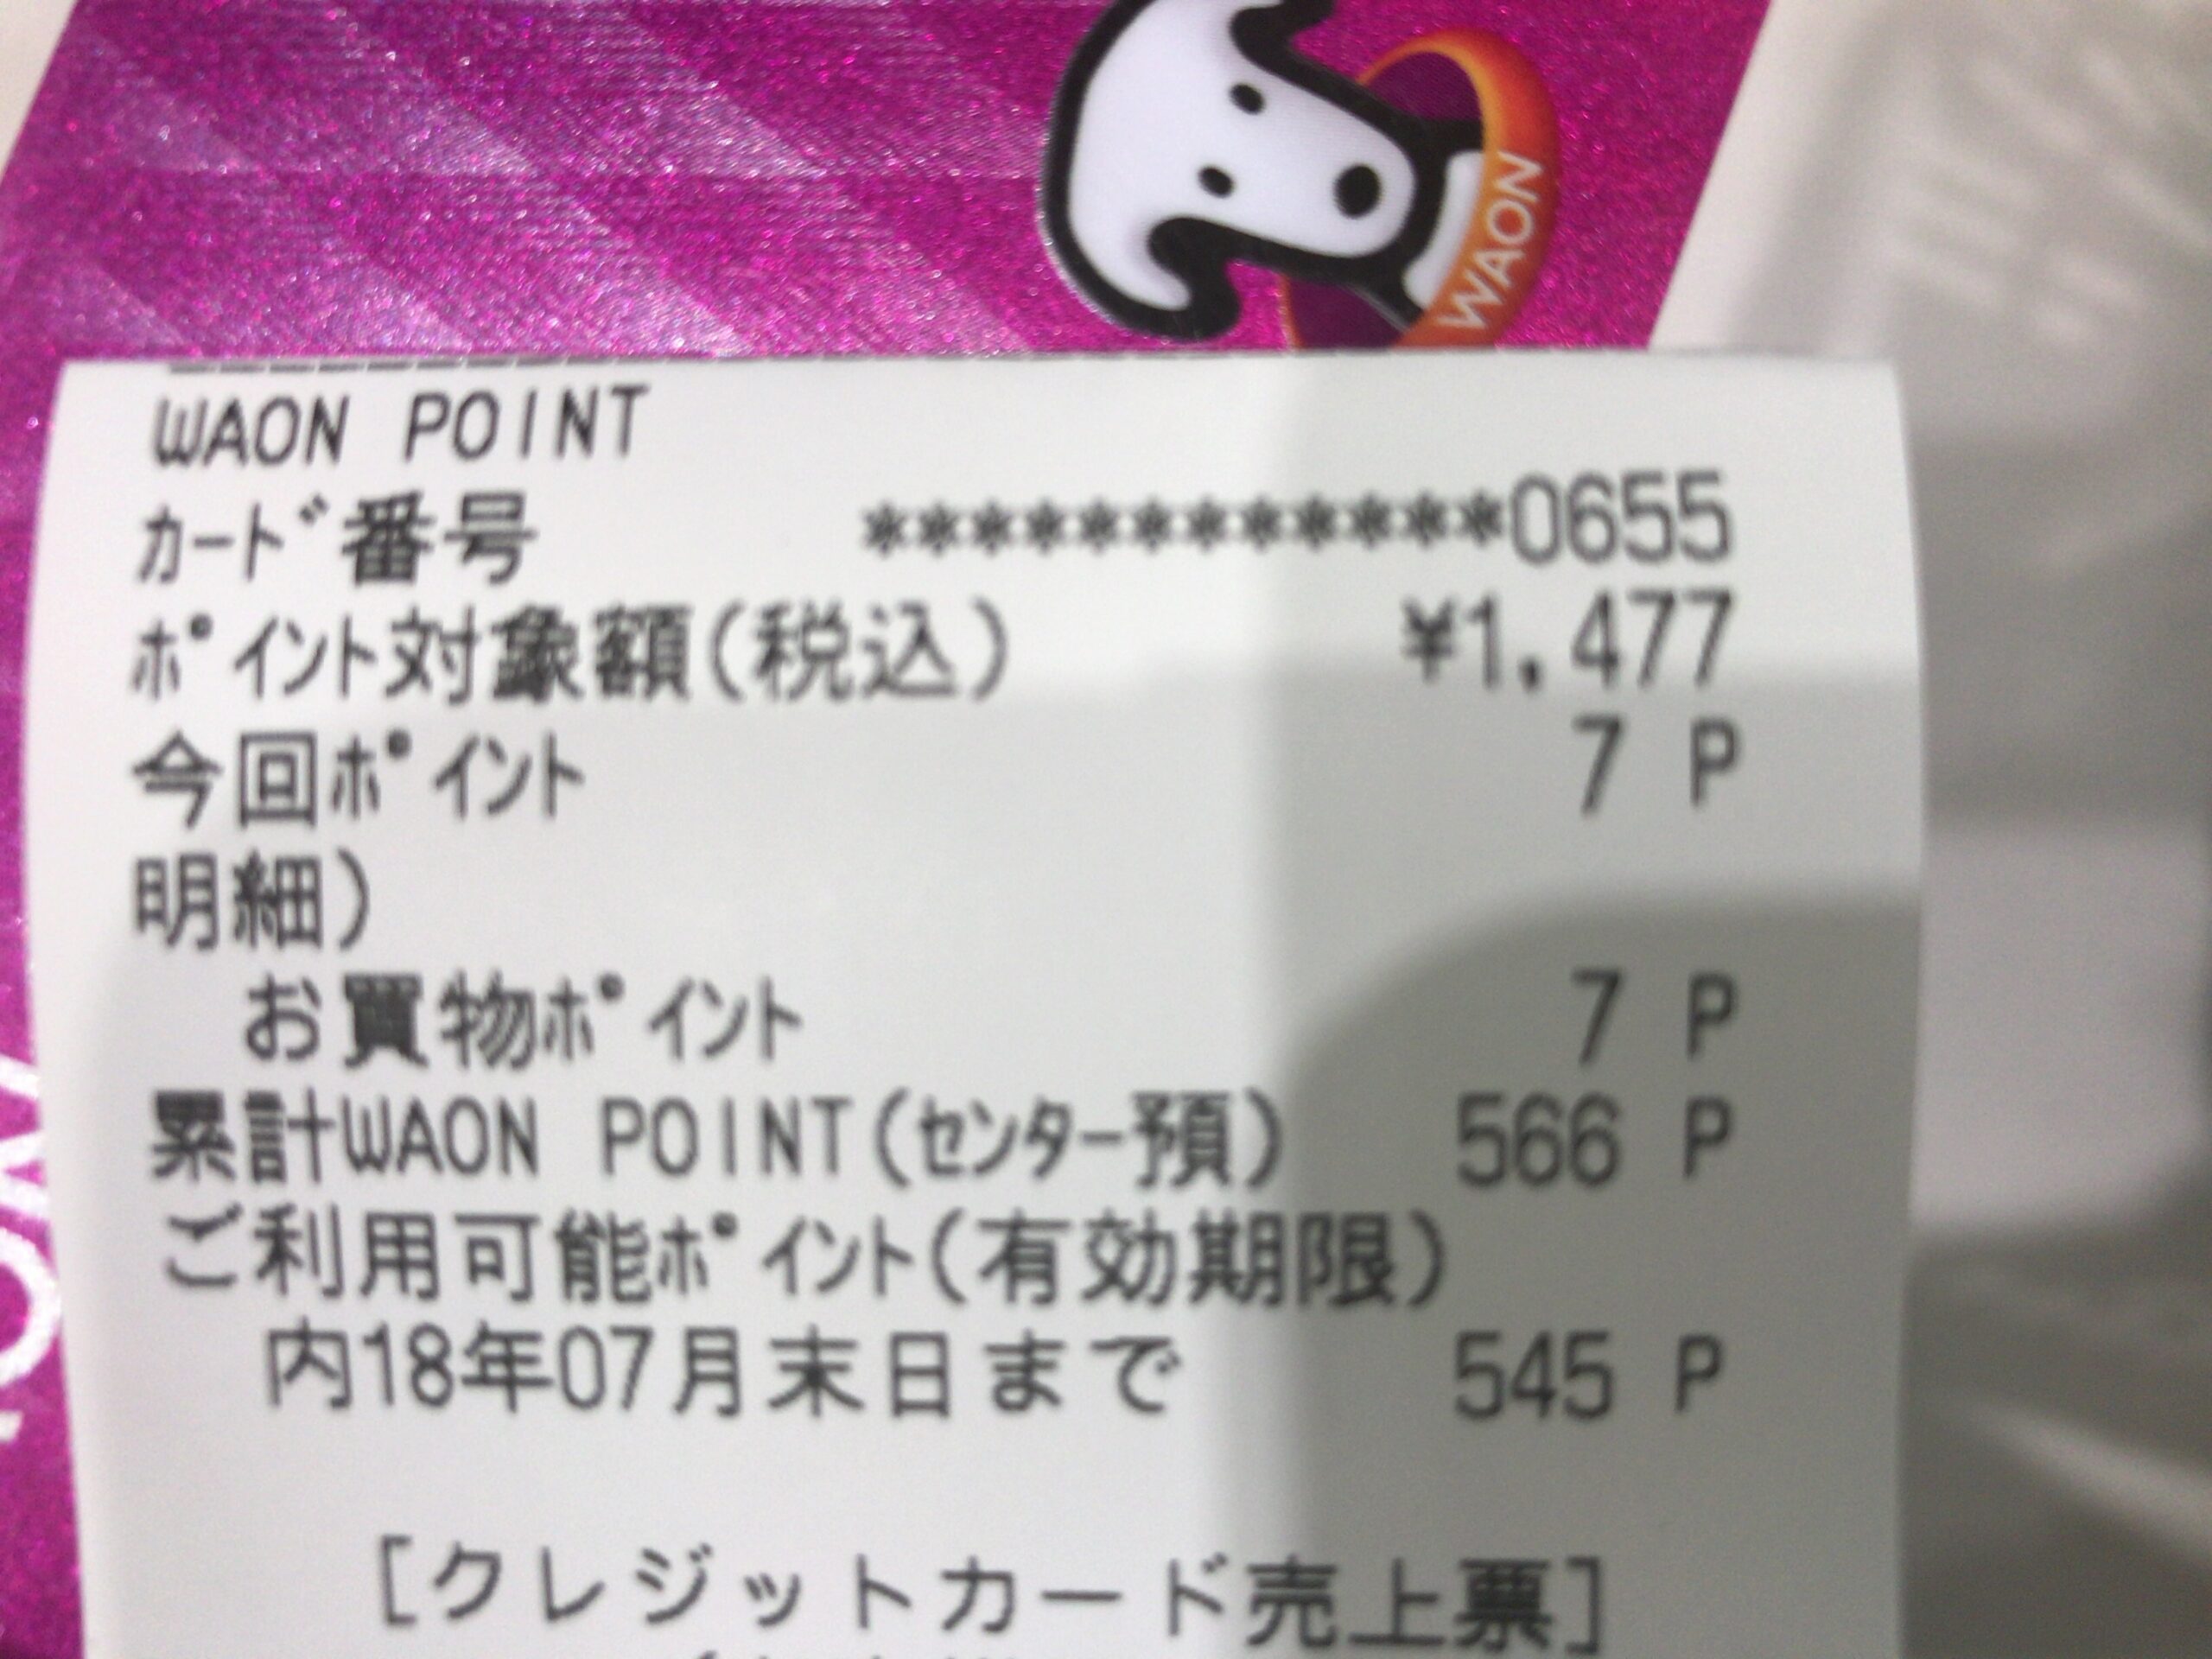 WAON
WAON POINT
ｶｰﾄﾞ番号 ************0655
ﾎﾟｲﾝﾄ対象額(税込) ¥1,477
今回ﾎﾟｲﾝﾄ 7 P
明細)
お買物ﾎﾟｲﾝﾄ 7 P
累計WAON POINT(ｾﾝﾀｰ預) 566 P
ご利用可能ﾎﾟｲﾝﾄ(有効期限)
内18年07月末日まで 545 P
[クレジットカード売上票]